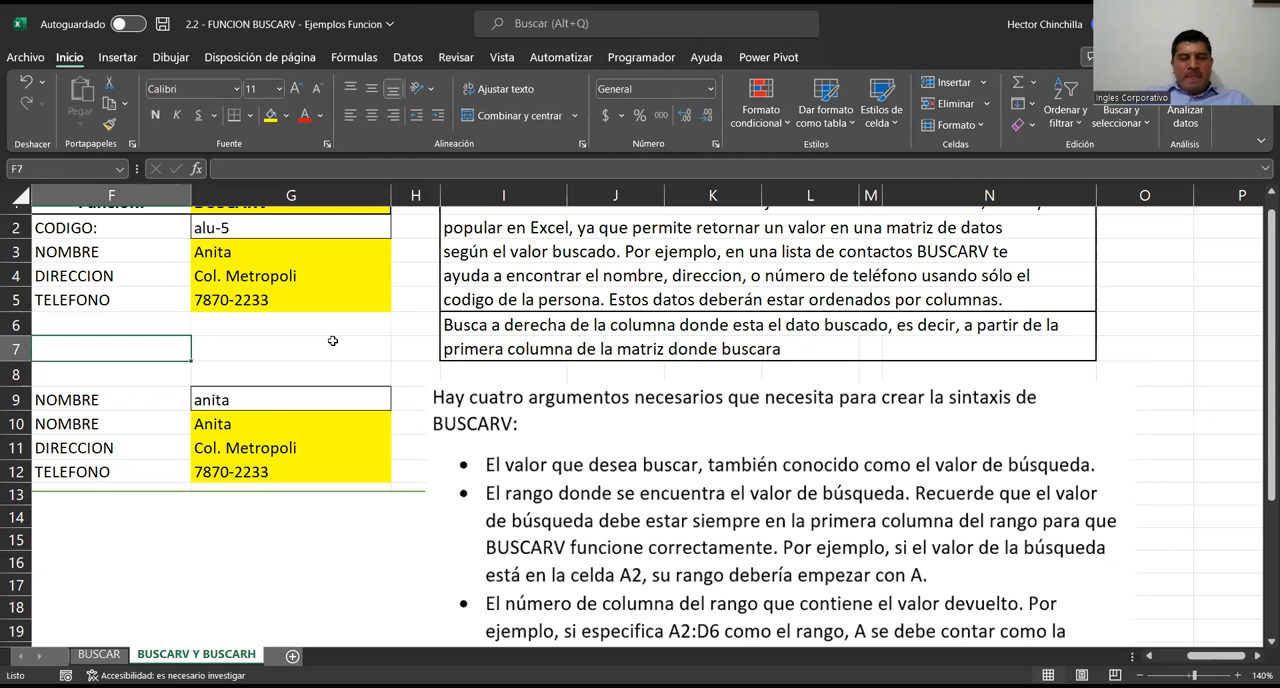 Autoguardado
2.2 - FUNCION BUSCARV - Ejemplos Funcion
Buscar (Alt+Q)
Hector Chinchilla
Archivo Inicio Insertar Dibujar Disposición de página Fórmulas Datos Revisar Vista Automatizar Programador Ayuda Power Pivot
Ingles Corporativo
Pegar
Calibri 11
N K S
Ajustar texto
Combinar y centrar
General
$ % 000
Formato condicional
Dar formato como tabla
Estilos de celda
Insertar
Eliminar
Formato
Ordenar y filtrar
Buscar y seleccionar
Analizar datos
Deshacer Portapapeles Fuente Alineación Número Estilos Celdas Edición Análisis
F7 fx
F G H I J K L M N O P
2 CODIGO: alu-5 popular en Excel, ya que permite retornar un valor en una matriz de datos
3 NOMBRE Anita según el valor buscado. Por ejemplo, en una lista de contactos BUSCARV te
4 DIRECCION Col. Metropoli ayuda a encontrar el nombre, direccion, o número de teléfono usando sólo el
5 TELEFONO 7870-2233 codigo de la persona. Estos datos deberán estar ordenados por columnas.
6 Busca a derecha de la columna donde esta el dato buscado, es decir, a partir de la
7 primera columna de la matriz donde buscara
8
9 NOMBRE anita
10 NOMBRE Anita
11 DIRECCION Col. Metropoli
12 TELEFONO 7870-2233
13
14
15
16
17
18
19
Hay cuatro argumentos necesarios que necesita para crear la sintaxis de
BUSCARV:
• El valor que desea buscar, también conocido como el valor de búsqueda.
• El rango donde se encuentra el valor de búsqueda. Recuerde que el valor
de búsqueda debe estar siempre en la primera columna del rango para que
BUSCARV funcione correctamente. Por ejemplo, si el valor de la búsqueda
está en la celda A2, su rango debería empezar con A.
• El número de columna del rango que contiene el valor devuelto. Por
ejemplo, si especifica A2:D6 como el rango, A se debe contar como la
BUSCAR BUSCARV Y BUSCARH
Listo Accesibilidad: es necesario investigar 140%